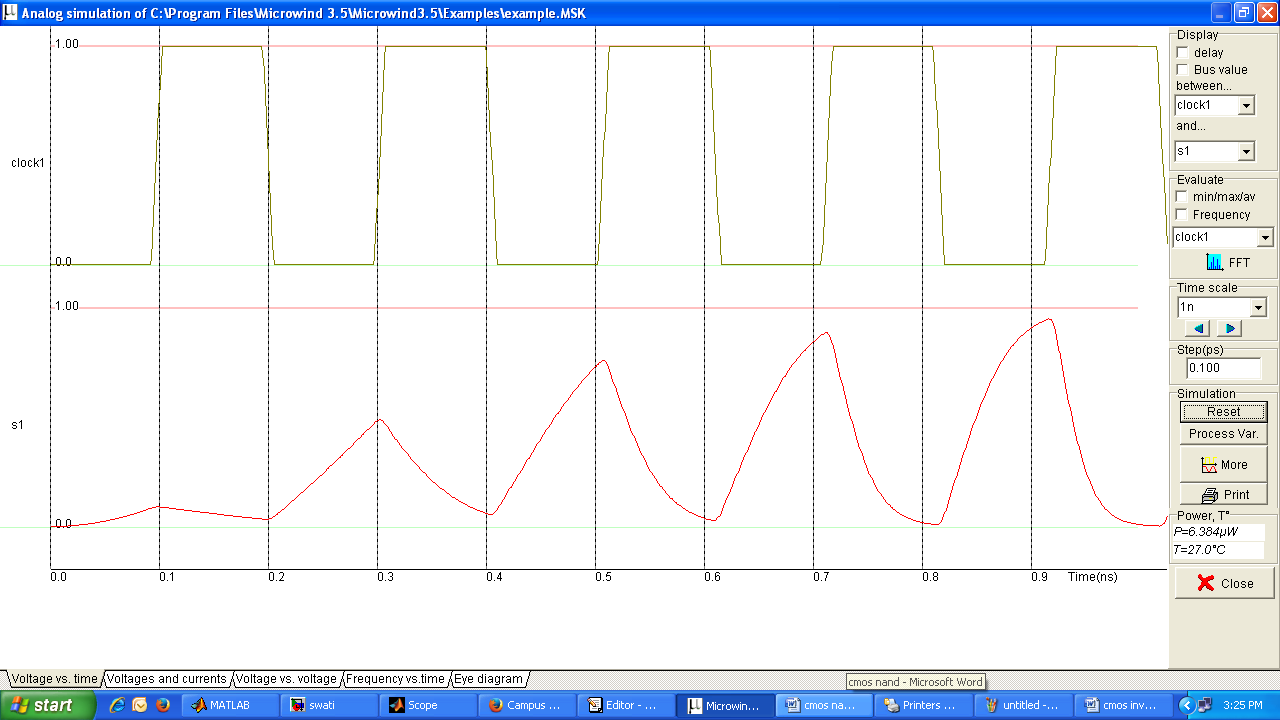 Analog simulation of C:\Program Files\Microwind 3.5\Microwind3.5\Examples\example.MSK
1.00
clock1
0.0
1.00
s1
0.0
0.0 0.1 0.2 0.3 0.4 0.5 0.6 0.7 0.8 0.9 Time(ns)
Display
delay
Bus value
between...
clock1
and...
s1
Evaluate
min/max/av
Frequency
clock1
FFT
Time scale
1n
Step(ps)
0.100
Simulation
Reset
Process Var.
More
Print
Power, T°
P=6.384µW
T=27.0°C
Close
Voltage vs. time Voltages and currents Voltage vs. voltage Frequency vs.time Eye diagram
cmos nand - Microsoft Word
start MATLAB swati Scope Campus ... Editor - ... Microwin... cmos na... Printers ... untitled -... cmos inv... 3:25 PM